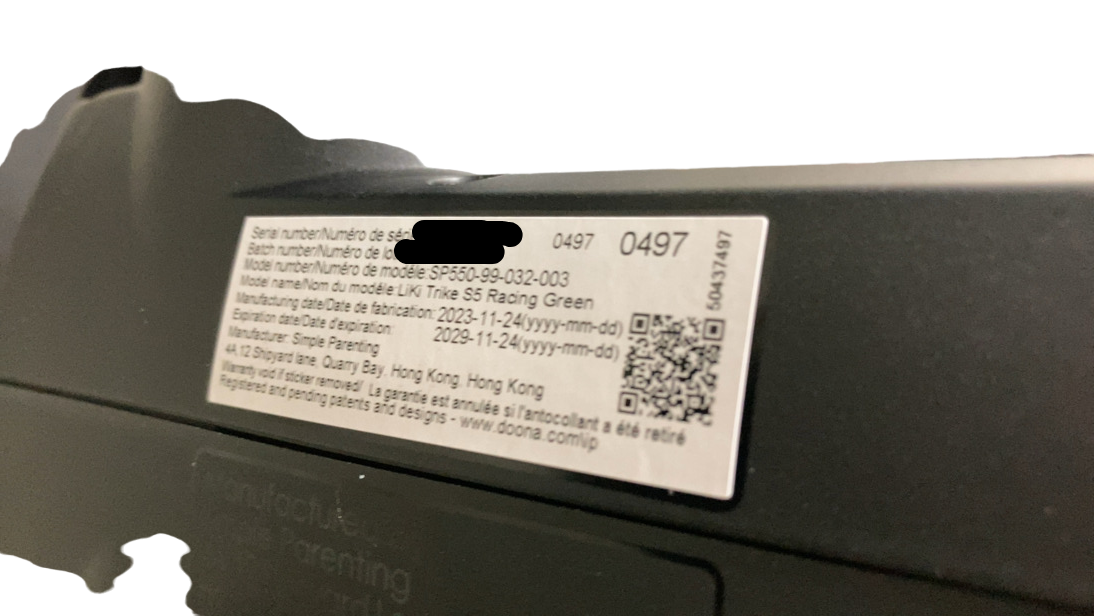 Serial number/Numéro de séri 0497 0497
Batch number/Numéro de lo
Model number/Numéro de modéle:SP550-99-032-003
Model name/Nom du modéle:LiKi Trike S5 Racing Green
Manufacturing date/Date de fabrication: 2023-11-24(yyyy-mm-dd)
Expiration date/Date d'expiration: 2029-11-24(yyyy-mm-dd)
Manufacturer: Simple Parenting
4A,12 Shipyard lane, Quarry Bay, Hong Kong, Hong Kong
Warranty void if sticker removed/ La garantie est annulée si l'antocollant a été retiré
Registered and pending patents and designs - www.doona.com\ip
50437497
Manufacture
Parenting